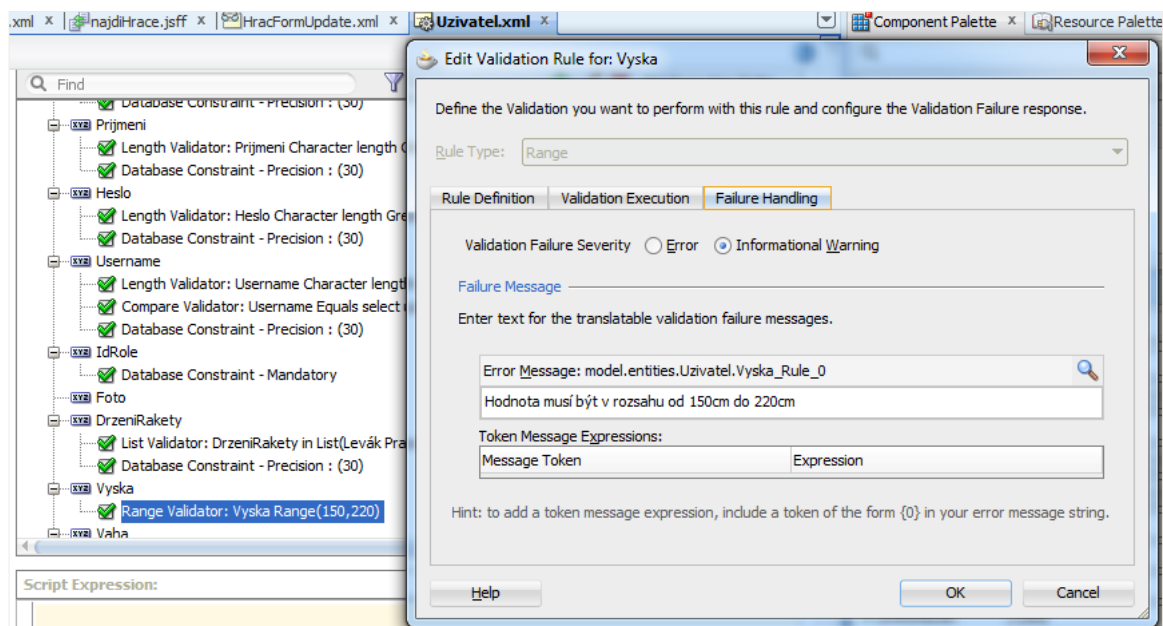 .xml x najdiHrace.jsff x HracFormUpdate.xml x Uzivatel.xml x Component Palette x Resource Palette
Edit Validation Rule for: Vyska
Find
Define the Validation you want to perform with this rule and configure the Validation Failure response.
Database Constraint - Precision : (30)
Prijmeni
Length Validator: Prijmeni Character length
Rule Type: Range
Database Constraint - Precision : (30)
Heslo
Rule Definition Validation Execution Failure Handling
Length Validator: Heslo Character length Gre
Database Constraint - Precision : (30)
Validation Failure Severity Error Informational Warning
Username
Length Validator: Username Character lengt
Failure Message
Compare Validator: Username Equals select
Enter text for the translatable validation failure messages.
Database Constraint - Precision : (30)
IdRole
Error Message: model.entities.Uzivatel.Vyska_Rule_0
Database Constraint - Mandatory
Foto
Hodnota musí být v rozsahu od 150cm do 220cm
DrzeniRakety
List Validator: DrzeniRakety in List(Levák Pra
Token Message Expressions:
Message Token Expression
Database Constraint - Precision : (30)
Vyska
Range Validator: Vyska Range(150,220)
Hint: to add a token message expression, include a token of the form {0} in your error message string.
Vaha
Script Expression:
Help OK Cancel